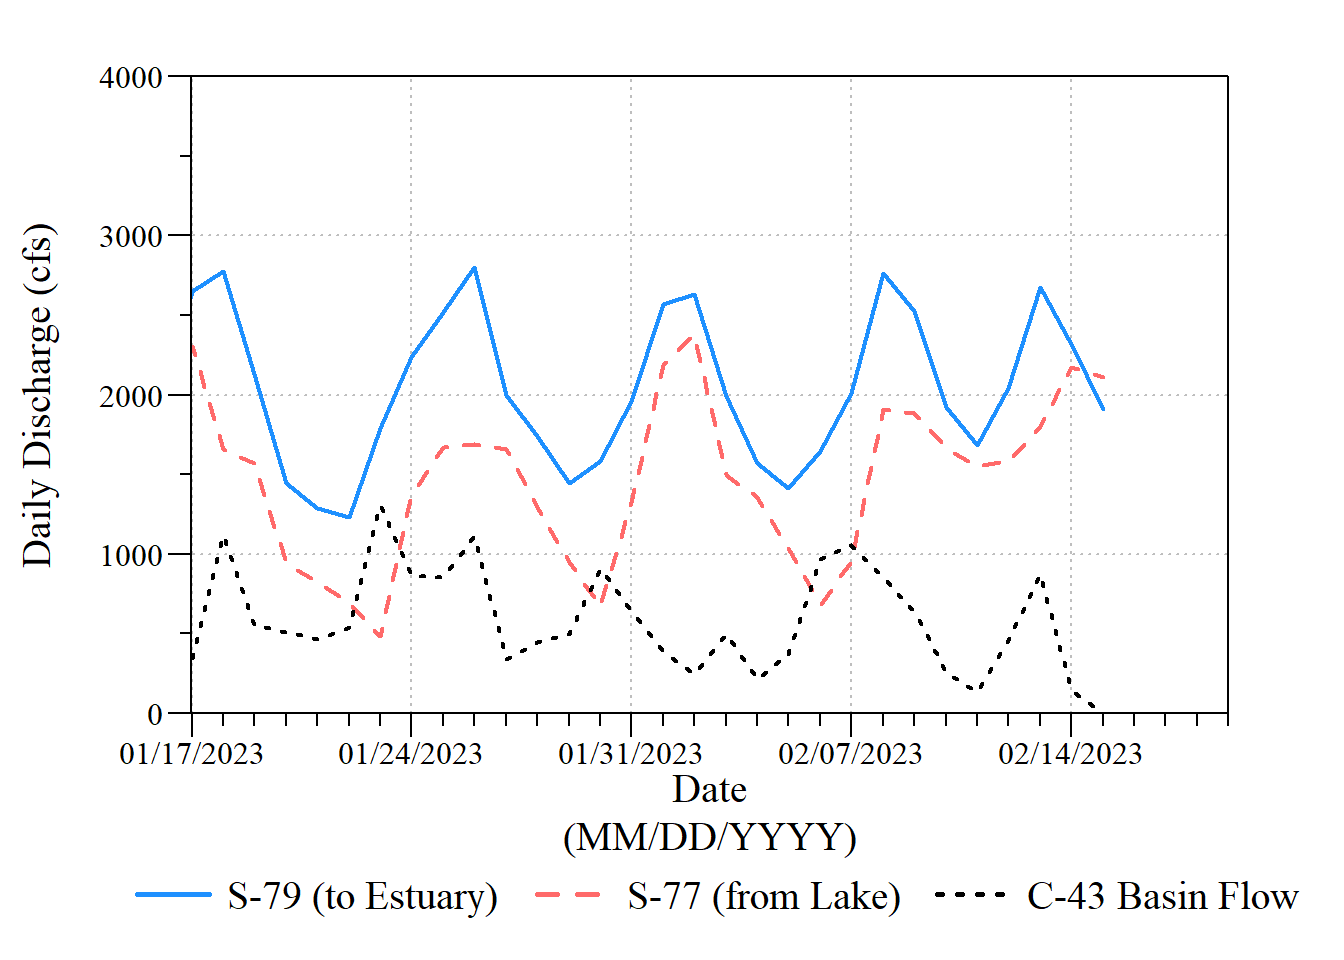 4000
3000
2000
1000
0
Daily Discharge (cfs)
01/17/2023 01/24/2023 01/31/2023 02/07/2023 02/14/2023
Date
(MM/DD/YYYY)
S-79 (to Estuary) S-77 (from Lake) C-43 Basin Flow